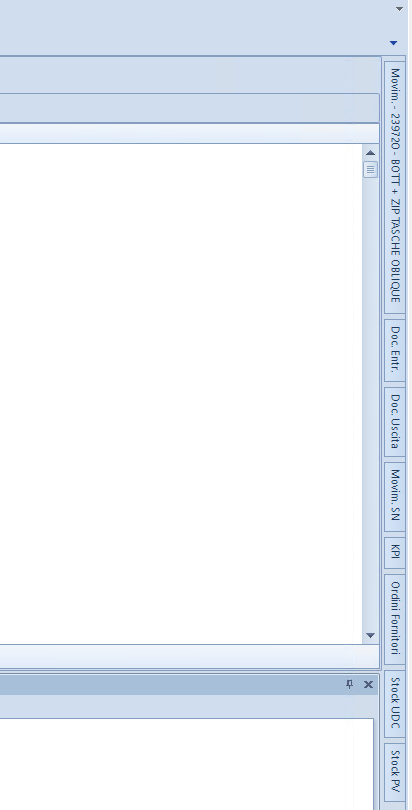 Movim. - 239720 - BOTT + ZIP TASCHE OBLIQUE
Doc. Entr.
Doc. Uscita
Movim. SN
KPI
Ordini Fornitori
Stock UDC
Stock PV